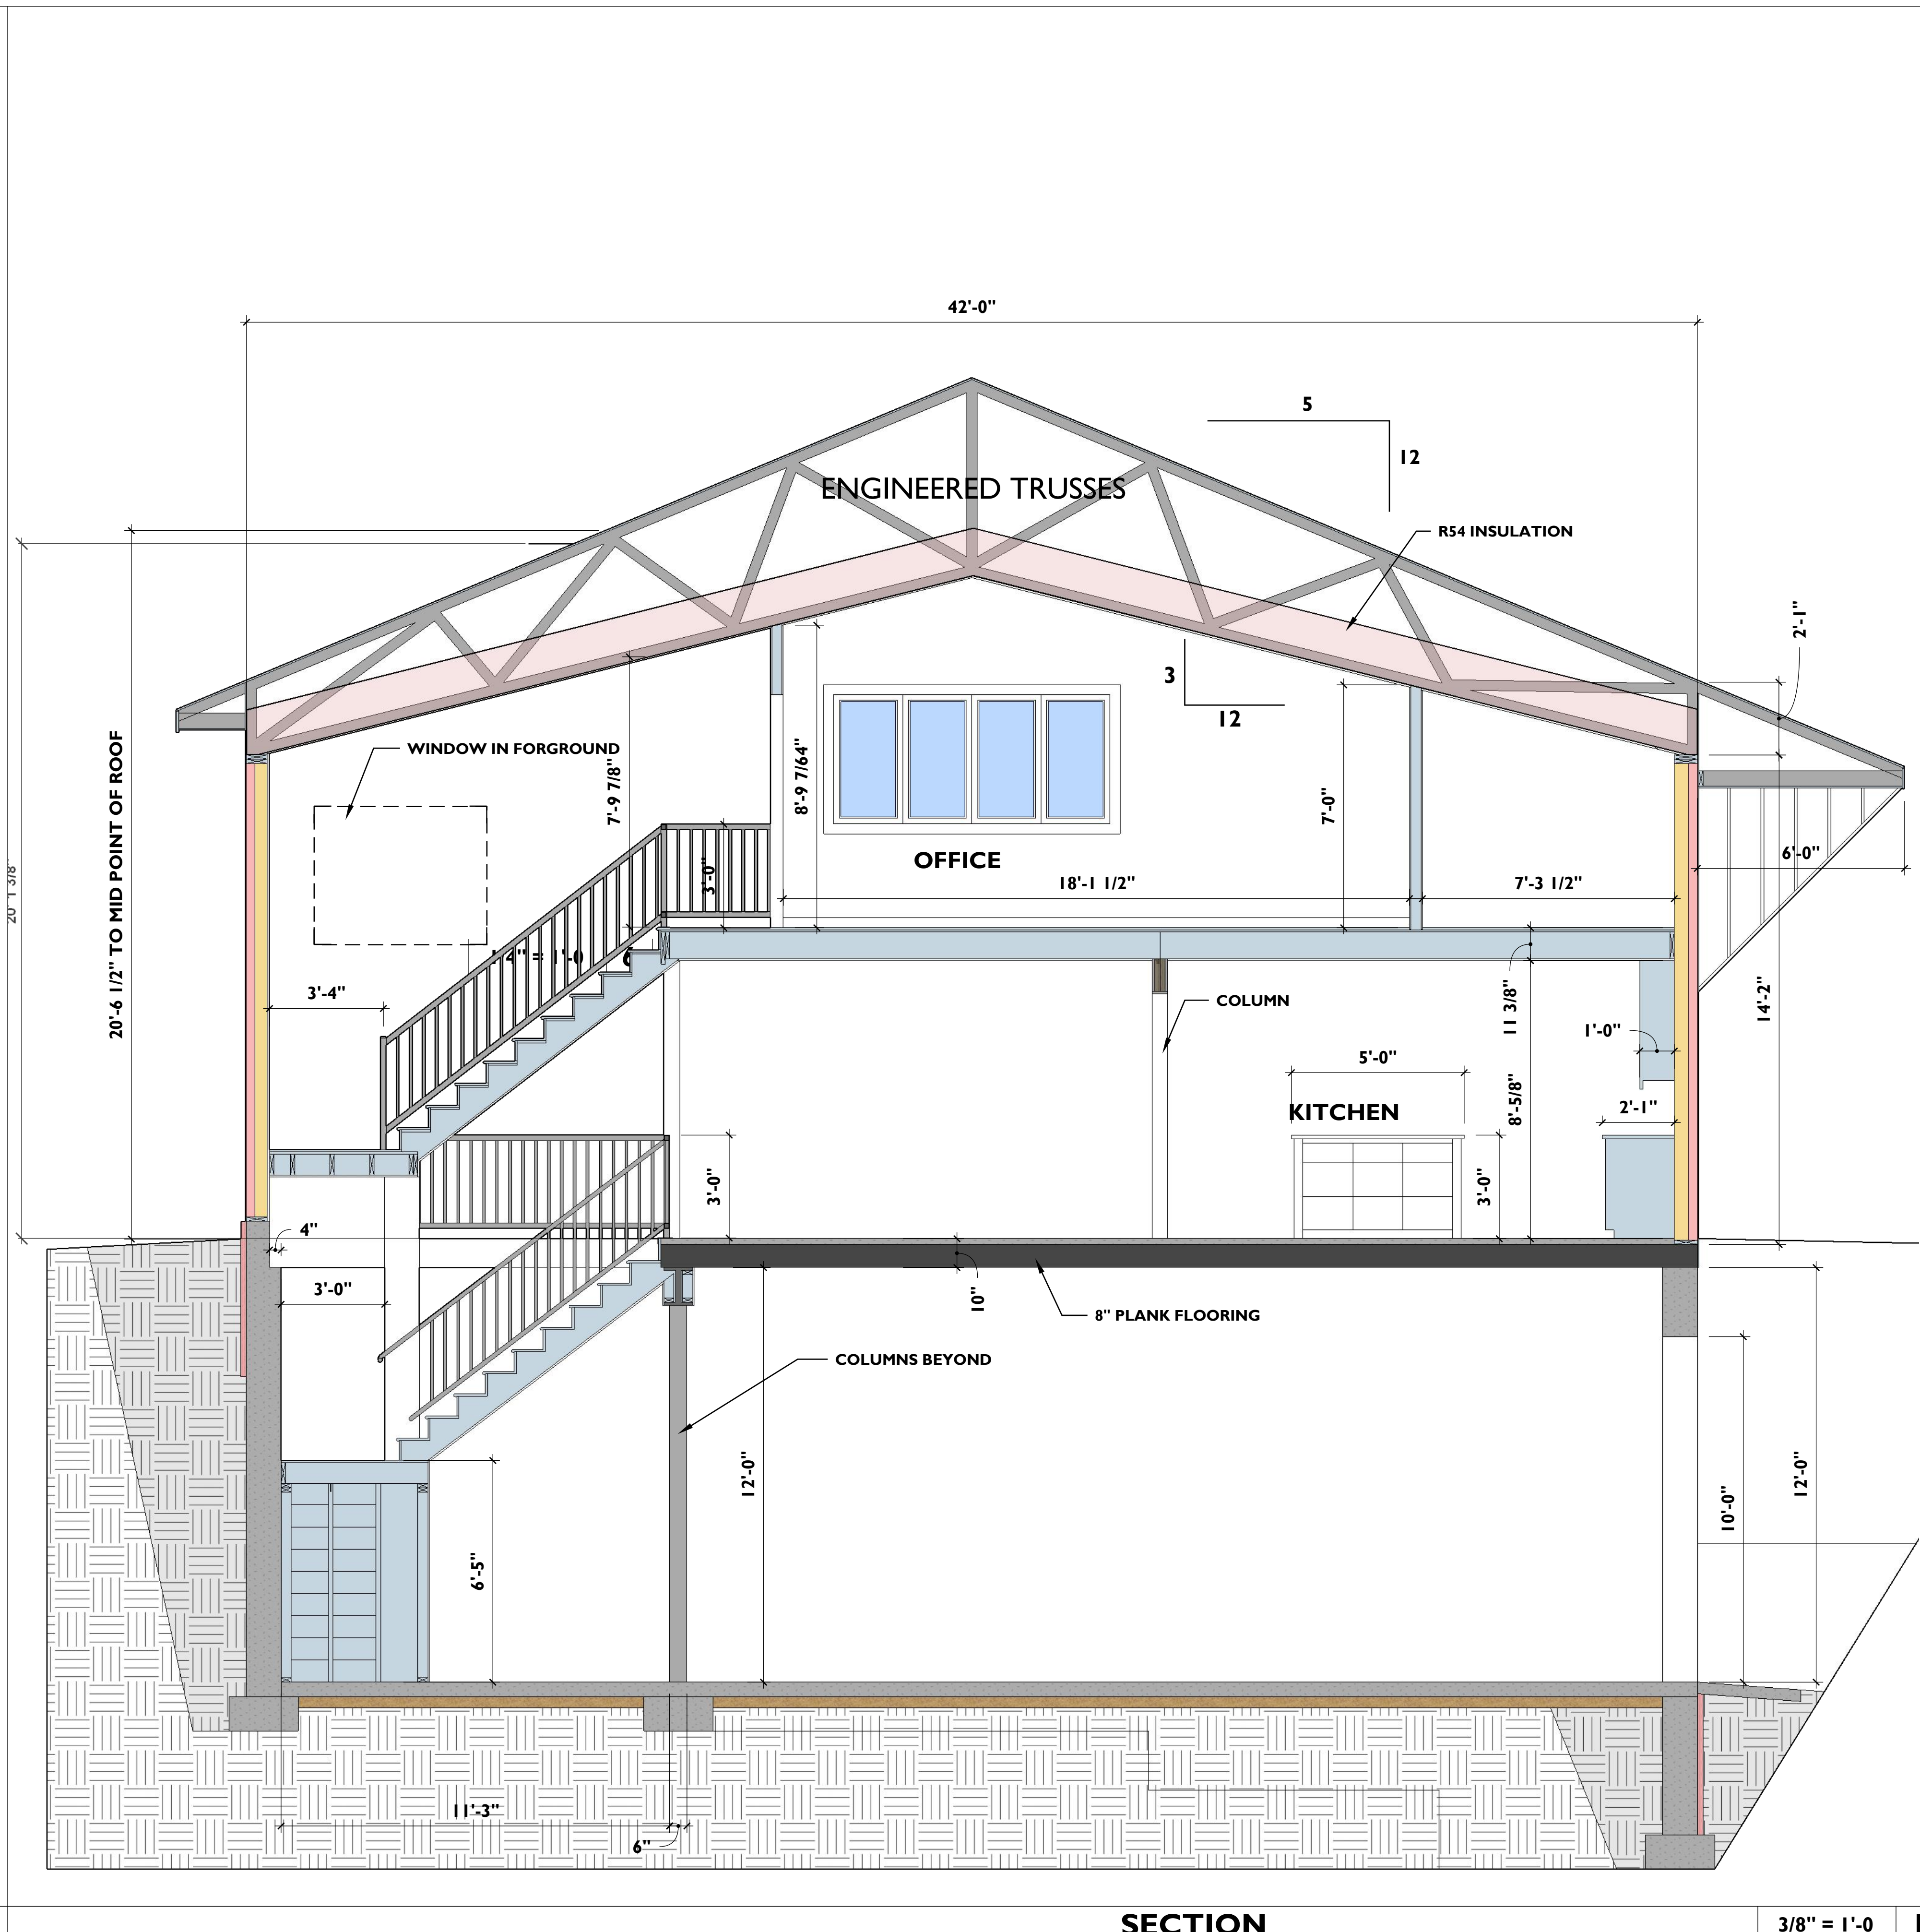 42'-0"
5
12
ENGINEERED TRUSSES
R54 INSULATION
2'-1"
3
12
WINDOW IN FORGROUND
20'-6 1/2" TO MID POINT OF ROOF
7'-9 7/8"
8'-9 7/64"
7'-0"
OFFICE
3'-0"
18'-1 1/2"
7'-3 1/2"
6'-0"
3'-4"
COLUMN
11 3/8"
1'-0"
14'-2"
5'-0"
KITCHEN
8'-5/8"
2'-1"
3'-0"
3'-0"
4"
3'-0"
10"
8" PLANK FLOORING
COLUMNS BEYOND
12'-0"
10'-0"
12'-0"
6'-5"
11'-3"
6"
SECTION
3/8" = 1'-0